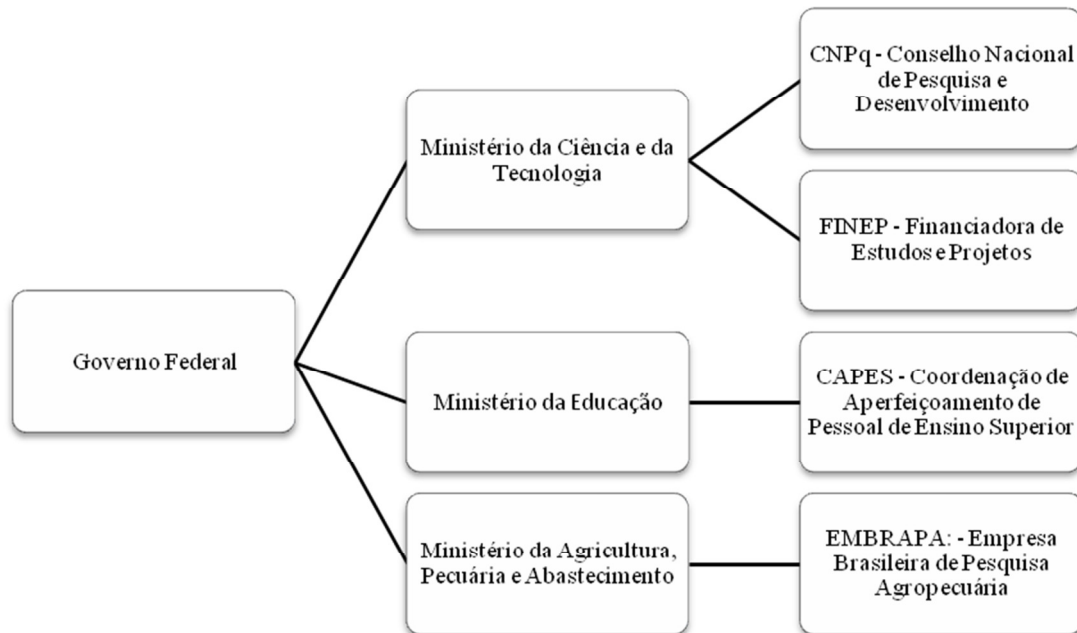 CNPq - Conselho Nacional
de Pesquisa e
Desenvolvimento
Ministério da Ciência e da
Tecnologia
FINEP - Financiadora de
Estudos e Projetos
Governo Federal
Ministério da Educação
CAPES - Coordenação de
Aperfeiçoamento de
Pessoal de Ensino Superior
Ministério da Agricultura,
Pecuária e Abastecimento
EMBRAPA: - Empresa
Brasileira de Pesquisa
Agropecuária